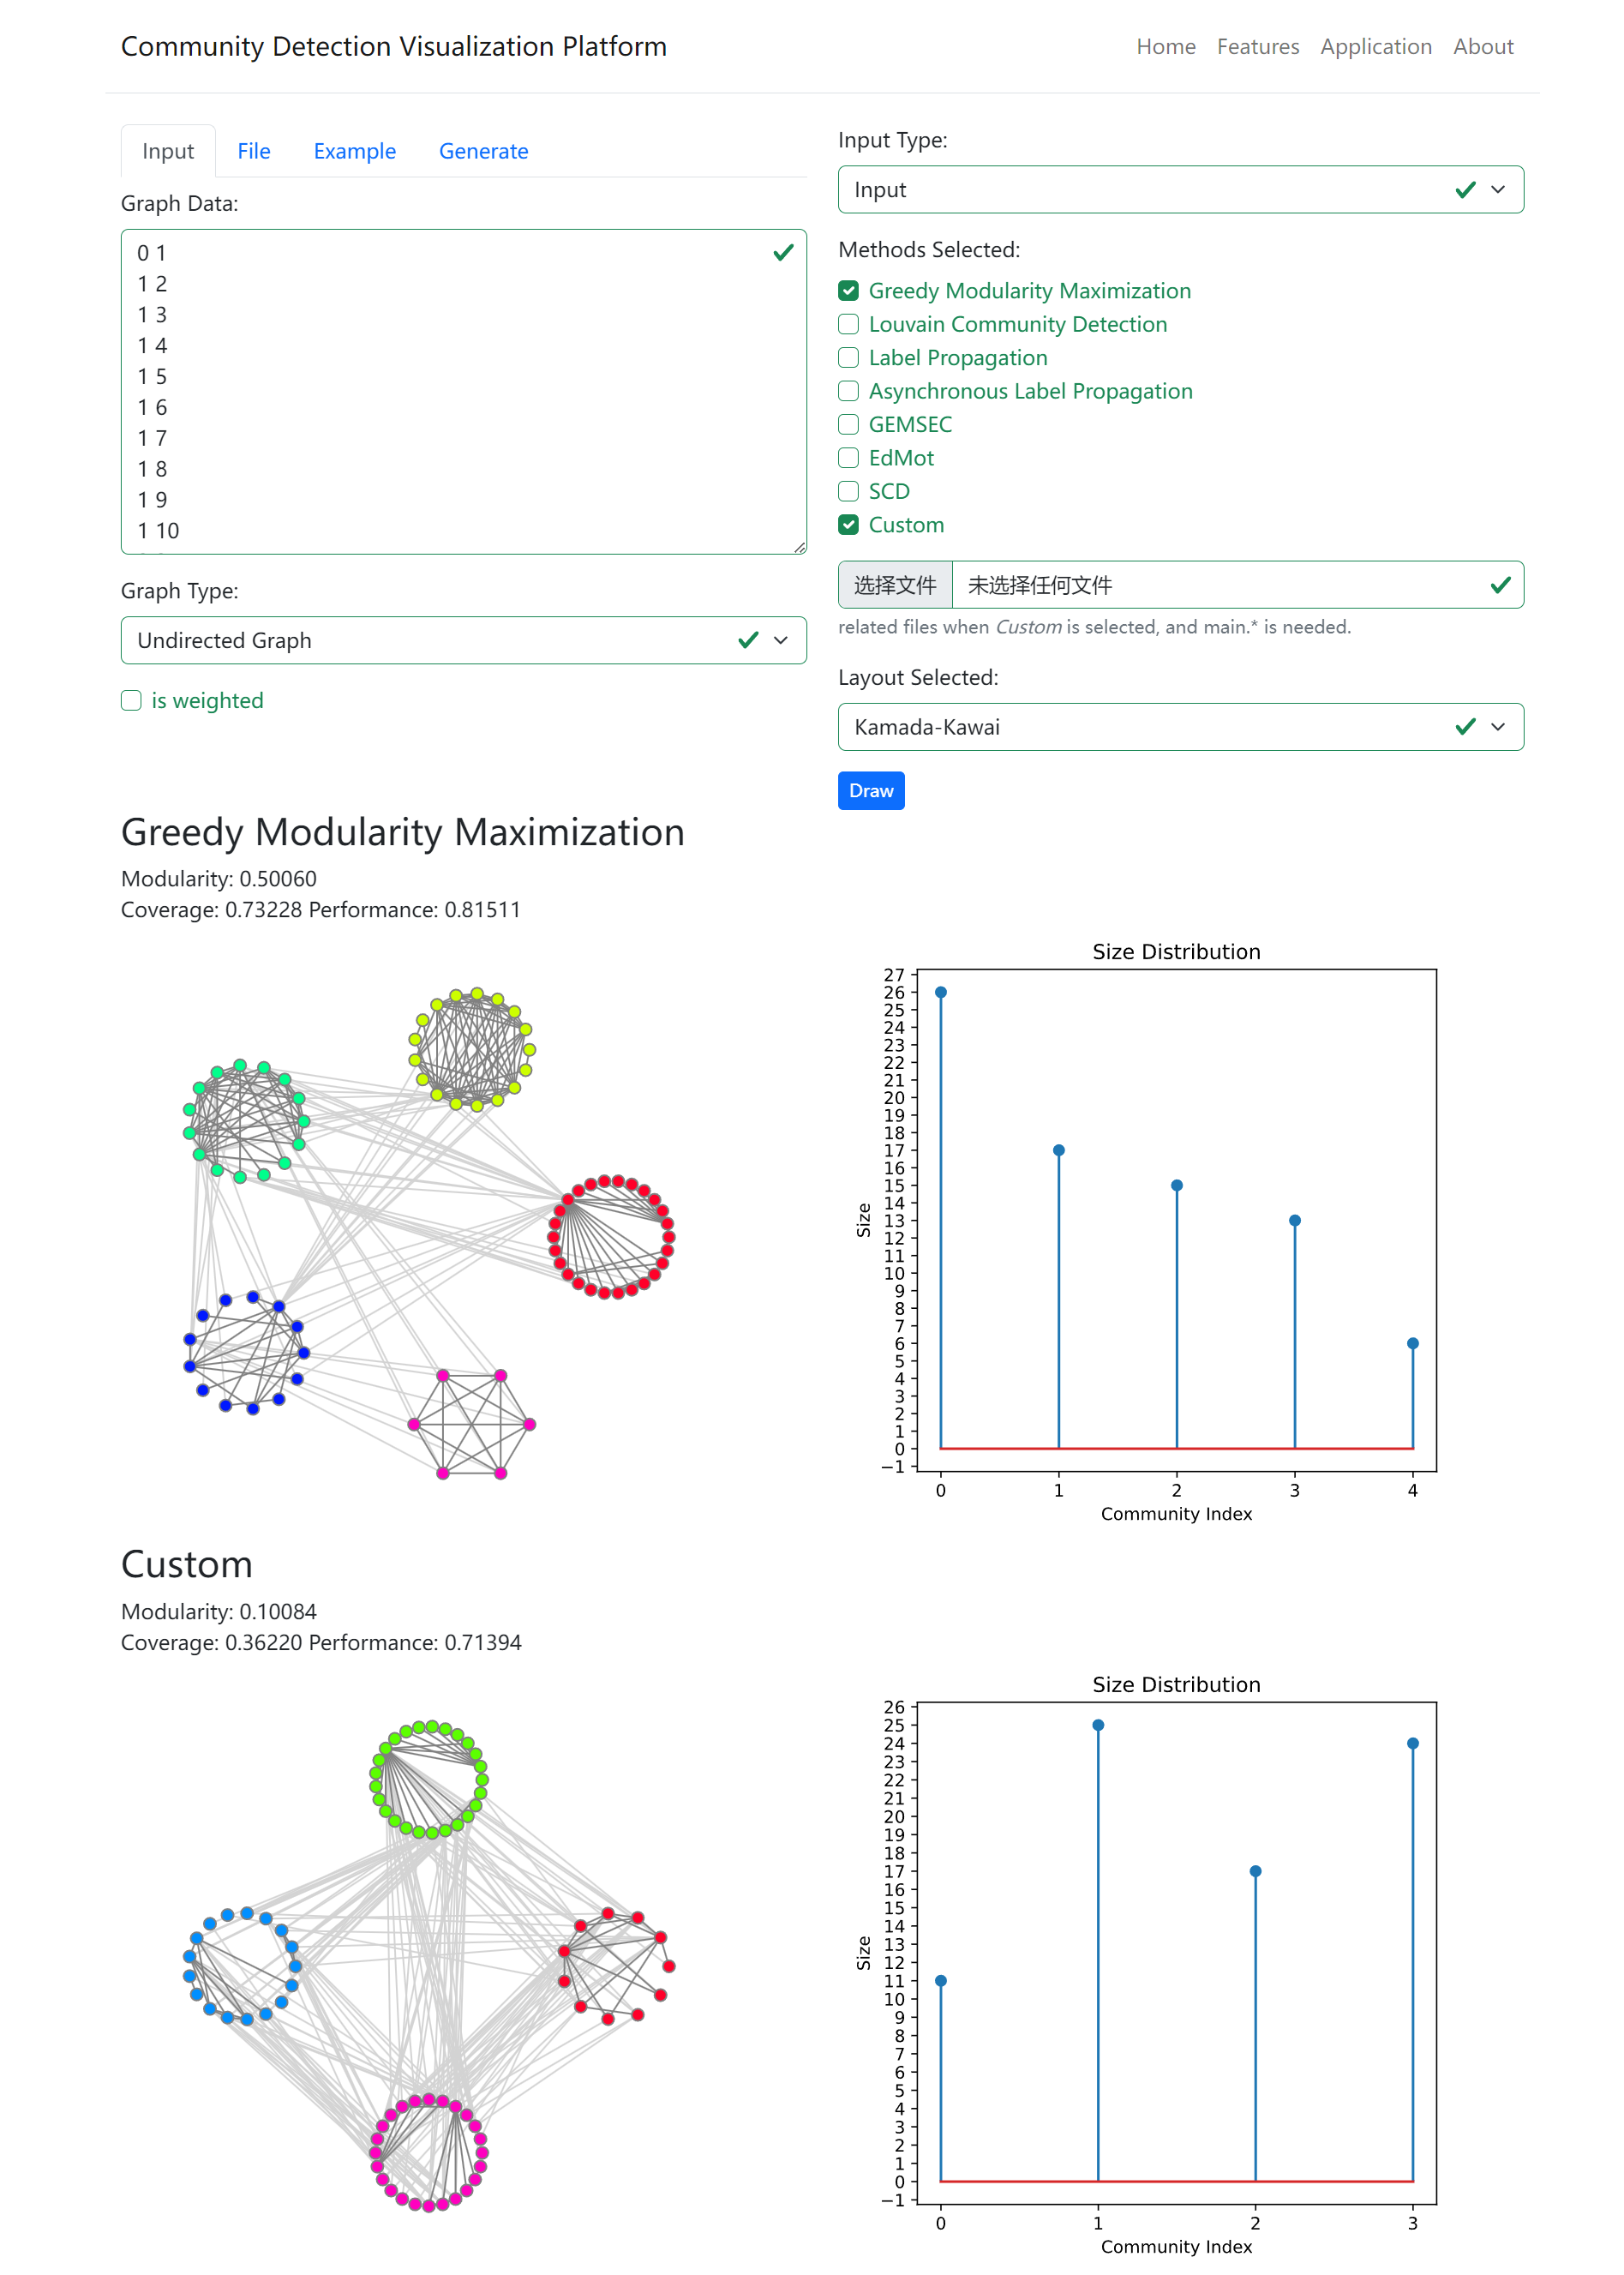 Community Detection Visualization Platform
Home Features Application About
Input File Example Generate
Graph Data:
0 1
1 2
1 3
1 4
1 5
1 6
1 7
1 8
1 9
1 10
Graph Type:
Undirected Graph
is weighted
Input Type:
Input
Methods Selected:
Greedy Modularity Maximization
Louvain Community Detection
Label Propagation
Asynchronous Label Propagation
GEMSEC
EdMot
SCD
Custom
选择文件 未选择任何文件
related files when Custom is selected, and main.* is needed.
Layout Selected:
Kamada-Kawai
Draw
Greedy Modularity Maximization
Modularity: 0.50060
Coverage: 0.73228 Performance: 0.81511
Size Distribution
27
26
25
24
23
22
21
20
19
18
17
16
15
14
13
12
11
10
9
8
7
6
5
4
3
2
1
0
−1
Size
0 1 2 3 4
Community Index
Custom
Modularity: 0.10084
Coverage: 0.36220 Performance: 0.71394
Size Distribution
26
25
24
23
22
21
20
19
18
17
16
15
14
13
12
11
10
9
8
7
6
5
4
3
2
1
0
−1
Size
0 1 2 3
Community Index